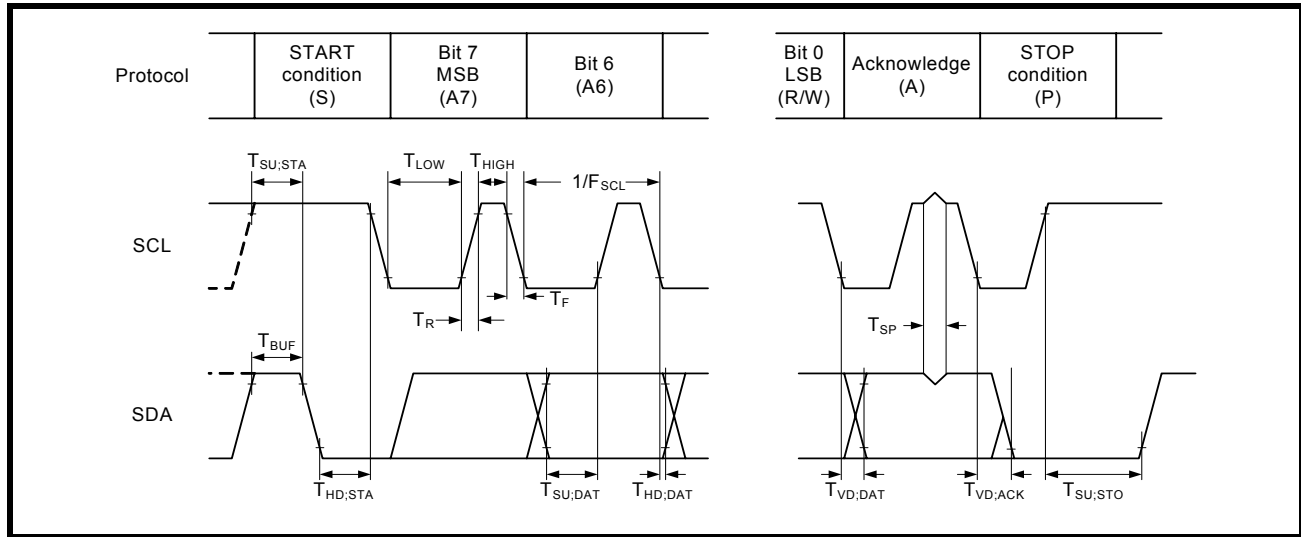 Protocol
START
condition
(S)
Bit 7
MSB
(A7)
Bit 6
(A6)
Bit 0
LSB
(R/W)
Acknowledge
(A)
STOP
condition
(P)
TSU;STA
TLOW
THIGH
1/FSCL
SCL
TF
TR
TSP
TBUF
SDA
THD;STA
TSU;DAT
THD;DAT
TVD;DAT
TVD;ACK
TSU;STO